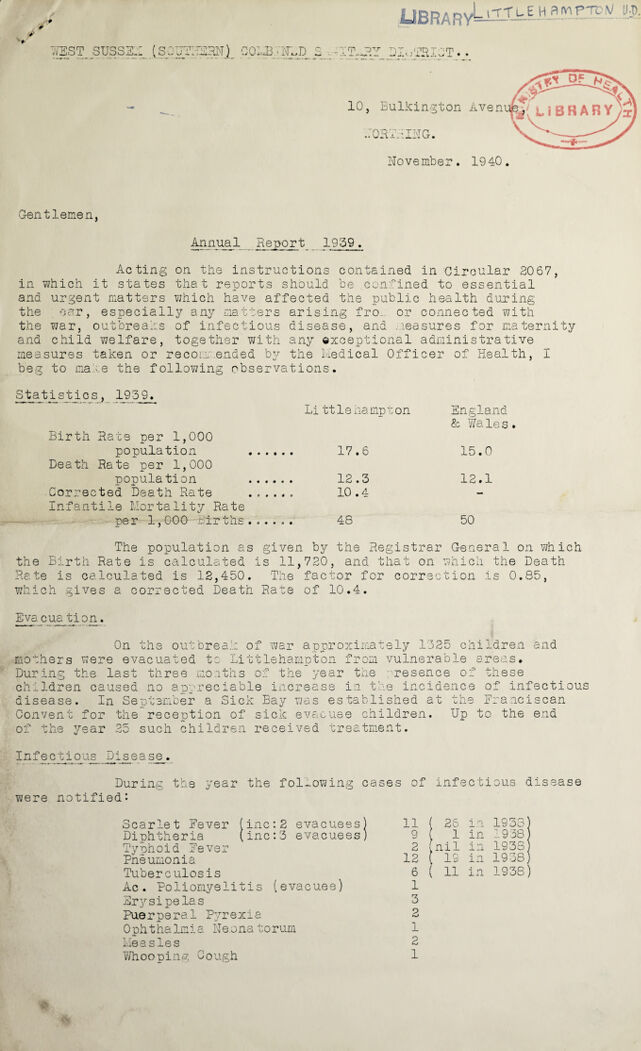 LIBRARY LITTLEHAMPTON U.D.
WEST SUSSEX (SOUTHERN) COMBINED SANITARY DISTRICT..
MINISTRY OF HEALTH
LIBRARY
10, Bulkington Avenue,
WORTHING.
November. 1940.
Gentlemen,
Annual Report 1939.
Acting on the instructions contained in Circular 2067,
in which it states that reports should be confined to essential
and urgent matters which have affected the public health during
the year, especially any matters arising from or connected with
the war, outbreaks of infectious disease, and measures for maternity
and child welfare, together with any exceptional administrative
measures taken or recommended by the Medical Officer of Health, I
beg to make the following observations.
Statistics, 1939.
Littlehampton England
& Wales.
Birth Rate per 1,000
population ...... 17.6 15.0
Death Rate per 1,000
population ...... 12.3 12.1
Corrected Death Rate ...... 10.4 -
Infantile Mortality Rate
per 1,000 Births...... 48 50
The population as given by the Registrar General on which
the Birth Rate is calculated is 11,720, and that on which the Death
Rate is calculated is 12,450. The factor for correction is 0.85,
which gives a corrected Death Rate of 10.4.
Evacuation.
On the outbreak of war approximately 1325 children and
mothers were evacuated to Littlehampton from vulnerable areas.
During the last three months of the year the presence of these
children caused no appreciable increase in the incidence of infectious
disease. In September a Sick Bay was established at the Franciscan
Convent for the reception of sick evacuee children. Up to the end
of the year 25 such children received treatment.
Infectious Disease.
During the year the following cases of infectious disease
were notified:
Scarlet Fever (inc:2 evacuees) 11 ( 26 in 1938)
Diphtheria (inc:3 evacuees) 9 ( 1 in 1938)
Typhoid Fever 2 (nil in 1938)
Pneumonia 12 ( 19 in 1938)
Tuberculosis 6 ( 11 in 1938)
Ac. Poliomyelitis (evacuee) 1
Erysipelas 3
Puerperal Pyrexia 2
Ophthalmia Neonatorum 1
Measles 2
Whooping Cough 1